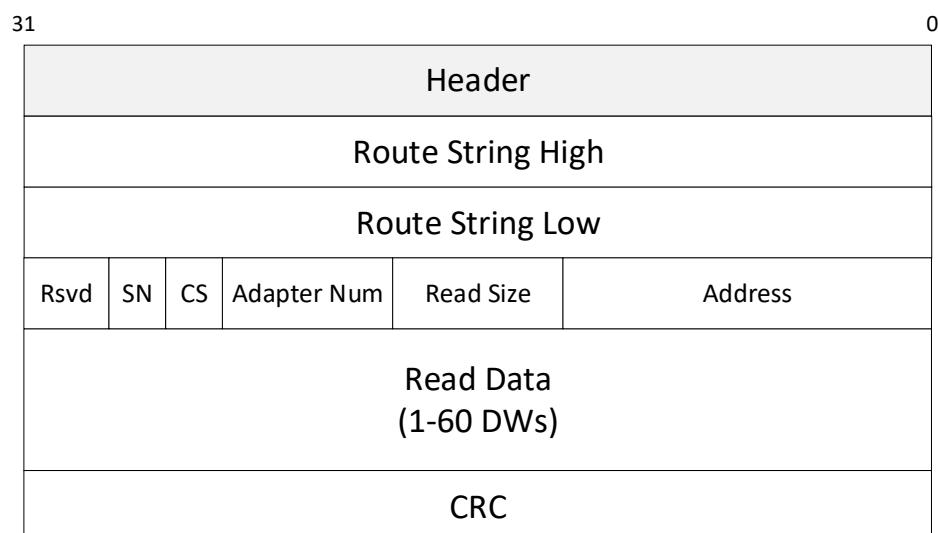 31 0
Header
Route String High
Route String Low
Rsvd SN CS Adapter Num Read Size Address
Read Data
(1-60 DWs)
CRC